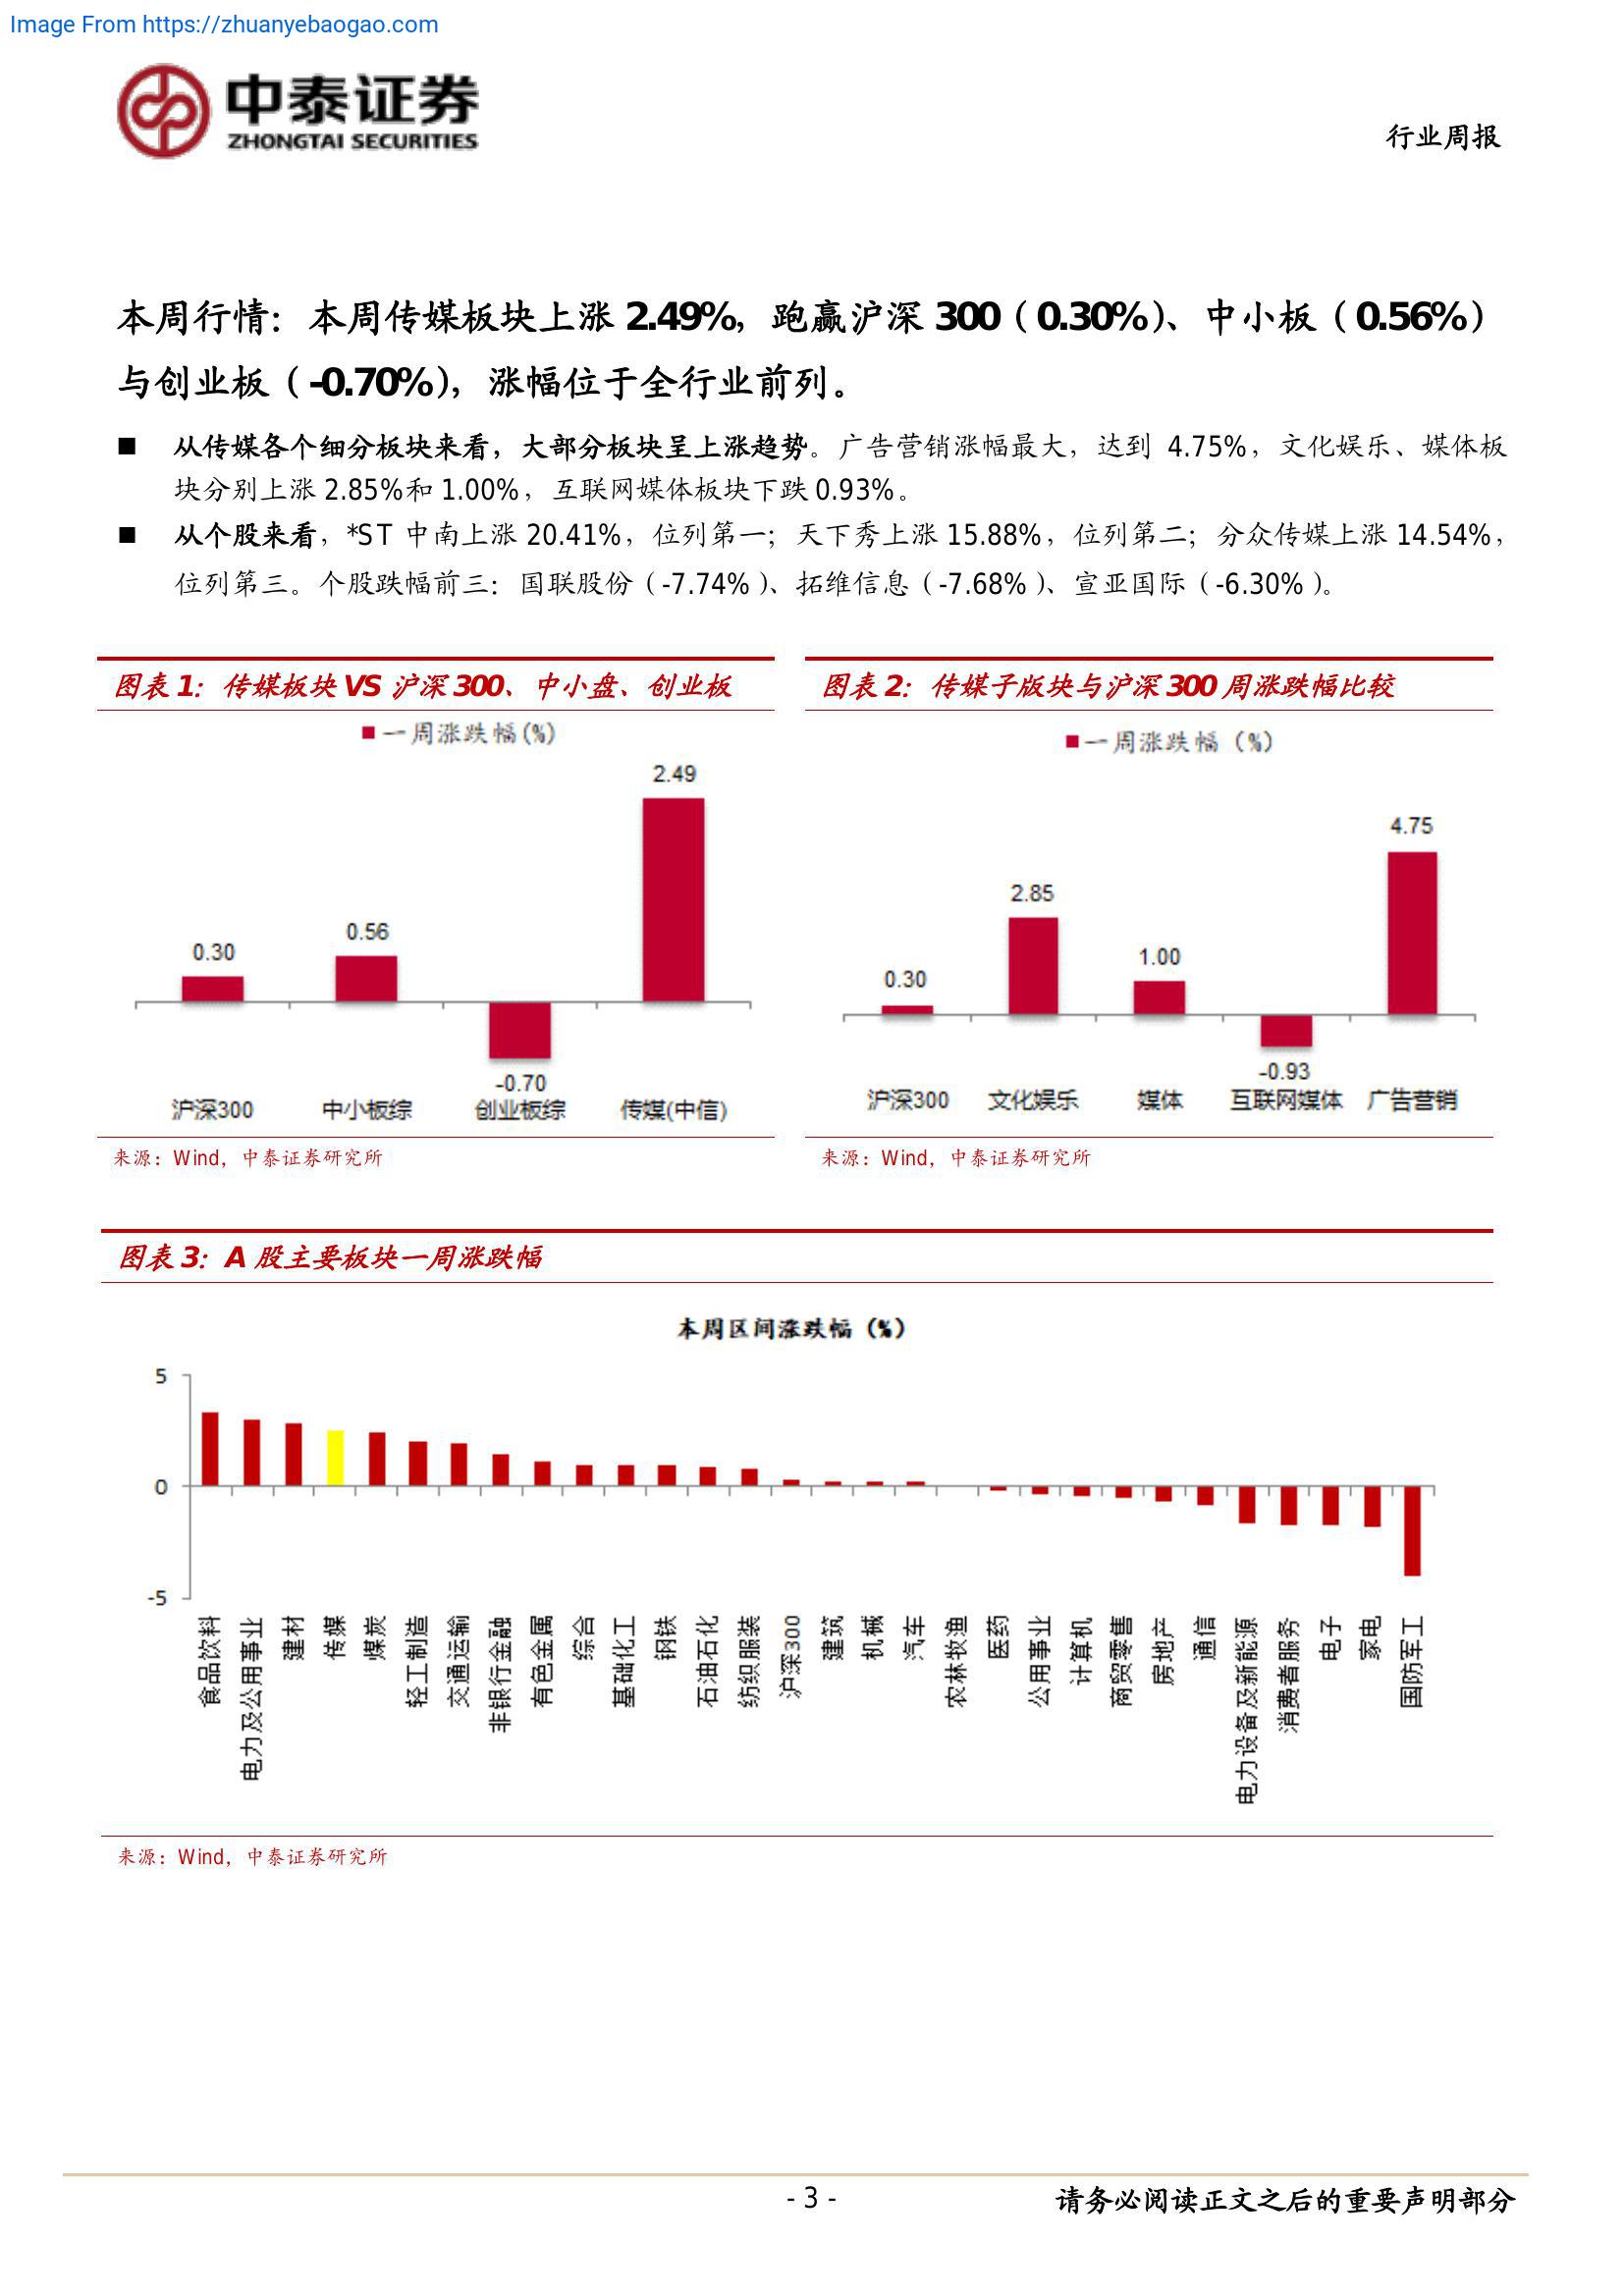 Image From https://zhuanyebaogao.com
中泰证券
ZHONGTAI SECURITIES
行业周报
本周行情：本周传媒板块上涨 2.49%，跑赢沪深 300（0.30%）、中小板（0.56%）
与创业板（-0.70%），涨幅位于全行业前列。
■ 从传媒各个细分板块来看，大部分板块呈上涨趋势。广告营销涨幅最大，达到 4.75%，文化娱乐、媒体板
块分别上涨 2.85%和 1.00%，互联网媒体板块下跌 0.93%。
■ 从个股来看，*ST 中南上涨 20.41%，位列第一；天下秀上涨 15.88%，位列第二；分众传媒上涨 14.54%，
位列第三。个股跌幅前三：国联股份（-7.74%）、拓维信息（-7.68%）、宣亚国际（-6.30%）。
图表 1：传媒板块 VS 沪深 300、中小盘、创业板
一周涨跌幅(%)
2.49
0.56
0.30
-0.70
沪深300 中小板综 创业板综 传媒(中信)
来源：Wind，中泰证券研究所
图表 2：传媒子版块与沪深 300 周涨跌幅比较
一周涨跌幅（%）
4.75
2.85
1.00
0.30
-0.93
沪深300 文化娱乐 媒体 互联网媒体 广告营销
来源：Wind，中泰证券研究所
图表 3：A 股主要板块一周涨跌幅
本周区间涨跌幅（%）
5
0
-5
食品饮料
电力及公用事业
建材
传媒
煤炭
轻工制造
交通运输
非银行金融
有色金属
综合
基础化工
钢铁
石油石化
纺织服装
沪深300
建筑
机械
汽车
农林牧渔
医药
公用事业
计算机
商贸零售
房地产
通信
电力设备及新能源
消费者服务
电子
家电
国防军工
来源：Wind，中泰证券研究所
- 3 -
请务必阅读正文之后的重要声明部分